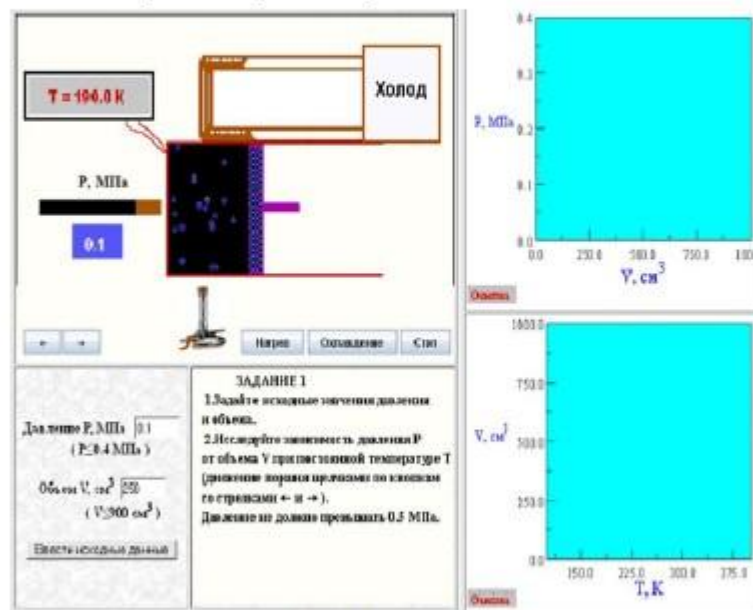 T = 190.0 К
Холод
P, МПа
0.1
← →
Нагрев Охлаждение Стоп
Давление P, МПа 0.1
( P≤0.4 МПа )
Объем V, см³ 250
( V≤900 см³ )
Ввести исходные данные
ЗАДАНИЕ 1
1.Задайте исходные значения давления
и объема.
2.Исследуйте зависимость давления P
от объема V при постоянной температуре T
(движение поршня щелчками по кнопкам
со стрелками ← и → ).
Давление не должно превышать 0.5 МПа.
0.4
0.3
P, МПа
0.2
0.1
0.0
0.0 250.0 500.0 750.0 100
V, см³
Очистить
1000.0
750.0
V, см³
500.0
250.0
0.0
150.0 225.0 300.0 375.0
T, К
Очистить